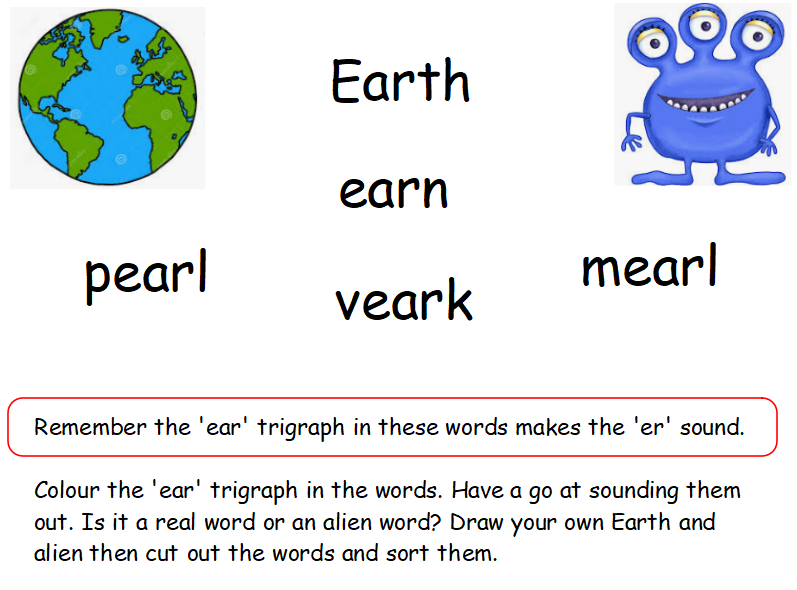 Earth
earn
pearl
mearl
veark
Remember the 'ear' trigraph in these words makes the 'er' sound.
Colour the 'ear' trigraph in the words. Have a go at sounding them
out. Is it a real word or an alien word? Draw your own Earth and
alien then cut out the words and sort them.